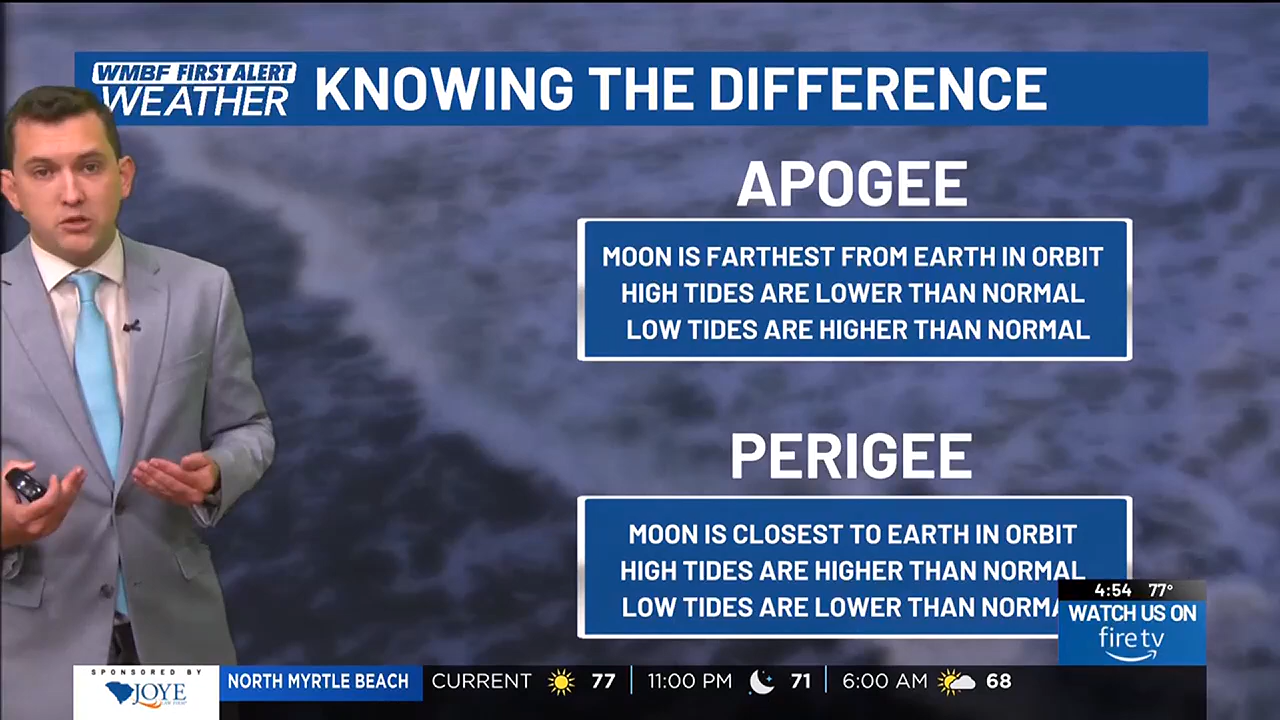 WMBF FIRST ALERT
WEATHER
KNOWING THE DIFFERENCE
APOGEE
MOON IS FARTHEST FROM EARTH IN ORBIT
HIGH TIDES ARE LOWER THAN NORMAL
LOW TIDES ARE HIGHER THAN NORMAL
PERIGEE
MOON IS CLOSEST TO EARTH IN ORBIT
HIGH TIDES ARE HIGHER THAN NORMAL
LOW TIDES ARE LOWER THAN NORMA
4:54 77°
WATCH US ON
fire tv
SPONSORED BY
JOYE
NORTH MYRTLE BEACH CURRENT 77 11:00 PM 71 6:00 AM 68